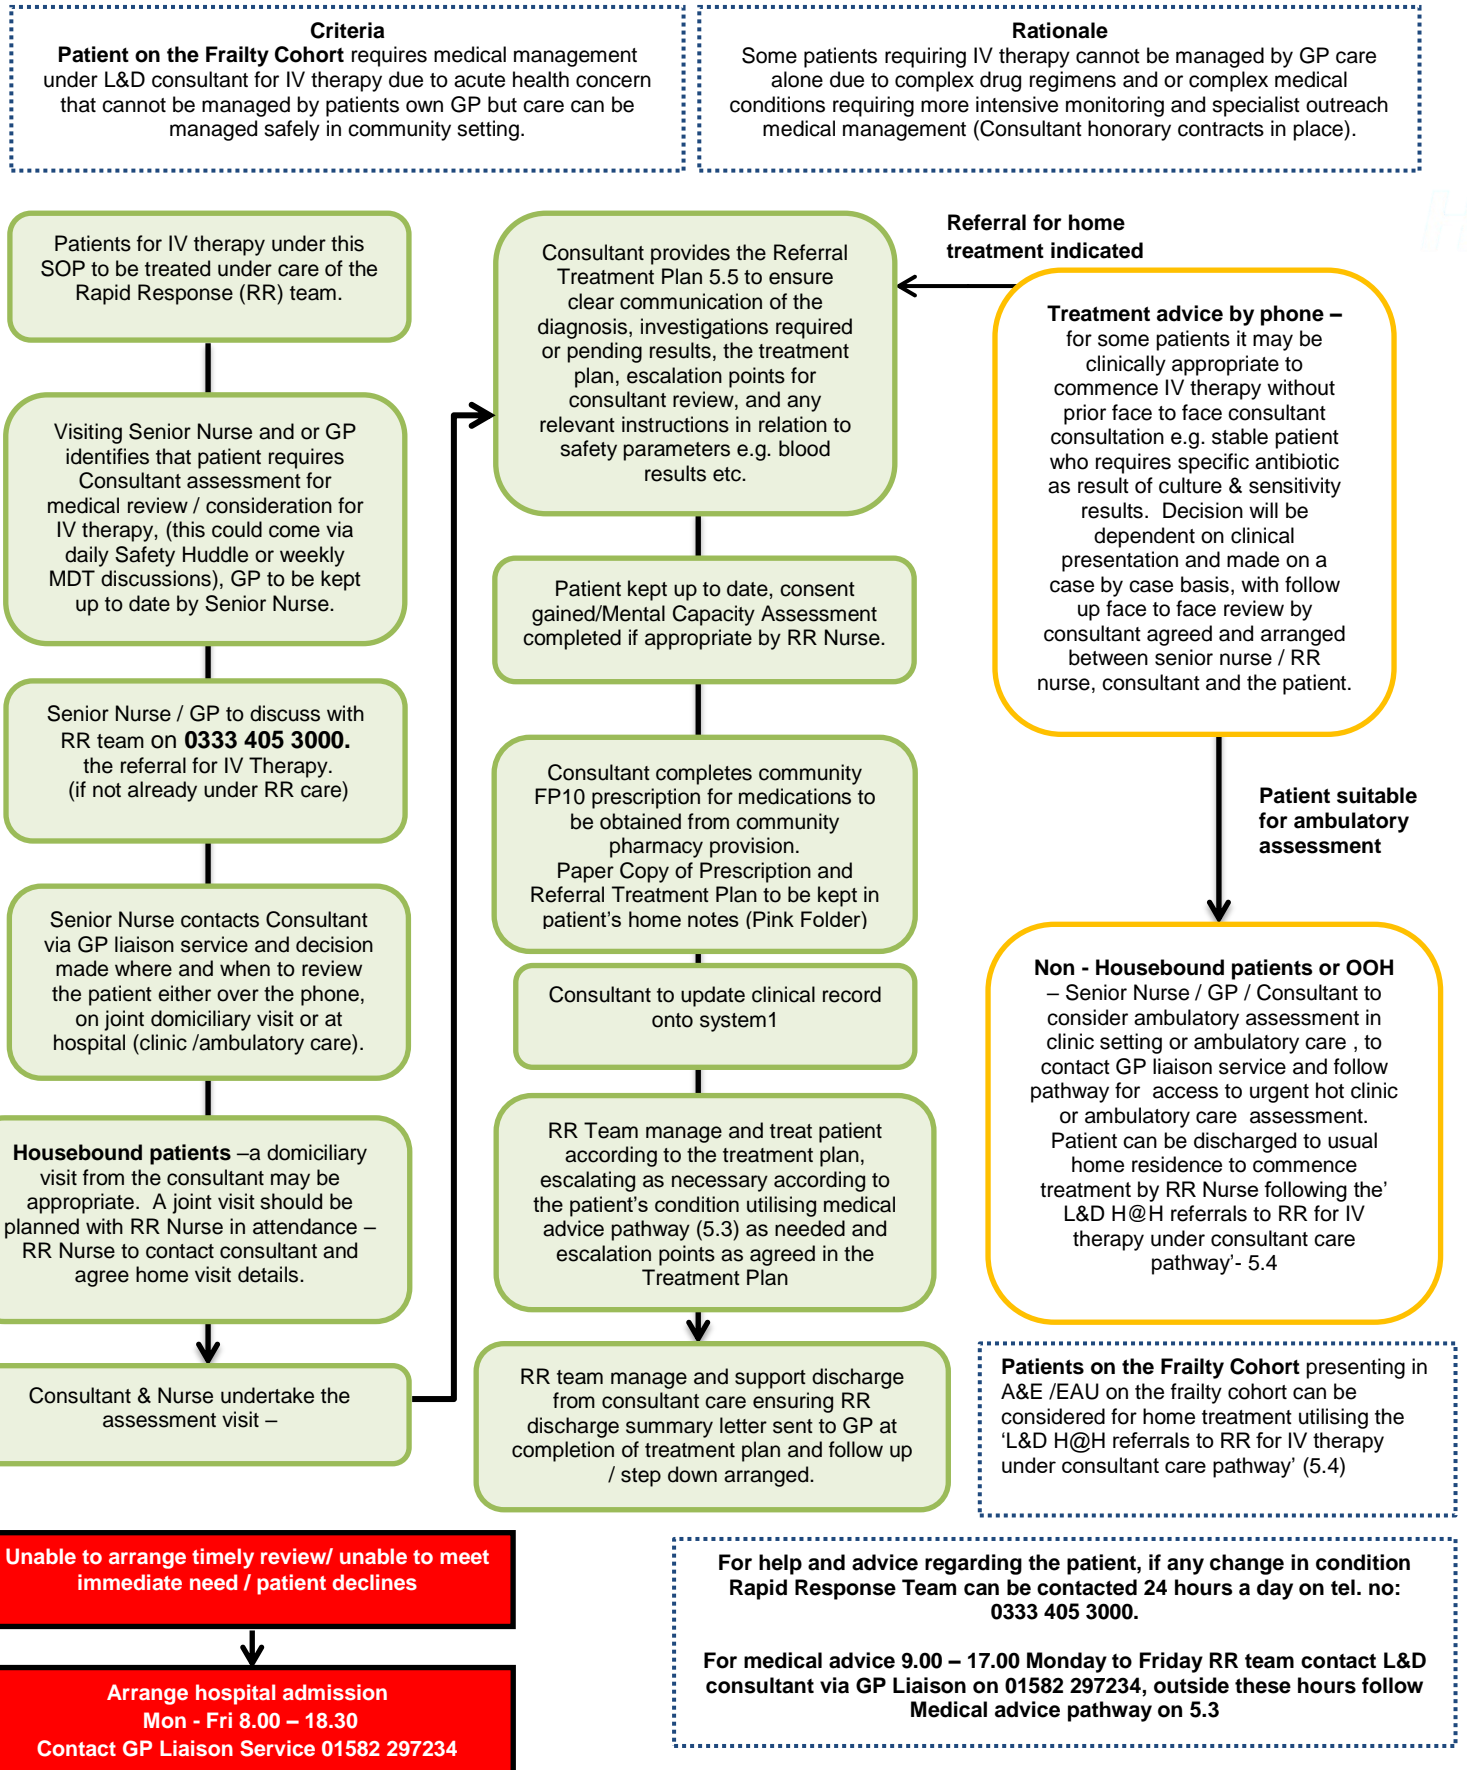 Criteria
Patient on the Frailty Cohort requires medical management
under L&D consultant for IV therapy due to acute health concern
that cannot be managed by patients own GP but care can be
managed safely in community setting.
Rationale
Some patients requiring IV therapy cannot be managed by GP care
alone due to complex drug regimens and or complex medical
conditions requiring more intensive monitoring and specialist outreach
medical management (Consultant honorary contracts in place).
Patients for IV therapy under this
SOP to be treated under care of the
Rapid Response (RR) team.
Visiting Senior Nurse and or GP
identifies that patient requires
Consultant assessment for
medical review / consideration for
IV therapy, (this could come via
daily Safety Huddle or weekly
MDT discussions), GP to be kept
up to date by Senior Nurse.
Senior Nurse / GP to discuss with
RR team on 0333 405 3000.
the referral for IV Therapy.
(if not already under RR care)
Senior Nurse contacts Consultant
via GP liaison service and decision
made where and when to review
the patient either over the phone,
on joint domiciliary visit or at
hospital (clinic /ambulatory care).
Housebound patients –a domiciliary
visit from the consultant may be
appropriate. A joint visit should be
planned with RR Nurse in attendance –
RR Nurse to contact consultant and
agree home visit details.
Consultant & Nurse undertake the
assessment visit –
Consultant provides the Referral
Treatment Plan 5.5 to ensure
clear communication of the
diagnosis, investigations required
or pending results, the treatment
plan, escalation points for
consultant review, and any
relevant instructions in relation to
safety parameters e.g. blood
results etc.
Patient kept up to date, consent
gained/Mental Capacity Assessment
completed if appropriate by RR Nurse.
Consultant completes community
FP10 prescription for medications to
be obtained from community
pharmacy provision.
Paper Copy of Prescription and
Referral Treatment Plan to be kept in
patient's home notes (Pink Folder)
Consultant to update clinical record
onto system1
RR Team manage and treat patient
according to the treatment plan,
escalating as necessary according to
the patient's condition utilising medical
advice pathway (5.3) as needed and
escalation points as agreed in the
Treatment Plan
RR team manage and support discharge
from consultant care ensuring RR
discharge summary letter sent to GP at
completion of treatment plan and follow up
/ step down arranged.
Referral for home
treatment indicated
Treatment advice by phone –
for some patients it may be
clinically appropriate to
commence IV therapy without
prior face to face consultant
consultation e.g. stable patient
who requires specific antibiotic
as result of culture & sensitivity
results. Decision will be
dependent on clinical
presentation and made on a
case by case basis, with follow
up face to face review by
consultant agreed and arranged
between senior nurse / RR
nurse, consultant and the patient.
Patient suitable
for ambulatory
assessment
Non - Housebound patients or OOH
– Senior Nurse / GP / Consultant to
consider ambulatory assessment in
clinic setting or ambulatory care , to
contact GP liaison service and follow
pathway for access to urgent hot clinic
or ambulatory care assessment.
Patient can be discharged to usual
home residence to commence
treatment by RR Nurse following the'
L&D H@H referrals to RR for IV
therapy under consultant care
pathway'- 5.4
Patients on the Frailty Cohort presenting in
A&E /EAU on the frailty cohort can be
considered for home treatment utilising the
'L&D H@H referrals to RR for IV therapy
under consultant care pathway' (5.4)
Unable to arrange timely review/ unable to meet
immediate need / patient declines
Arrange hospital admission
Mon - Fri 8.00 – 18.30
Contact GP Liaison Service 01582 297234
For help and advice regarding the patient, if any change in condition
Rapid Response Team can be contacted 24 hours a day on tel. no:
0333 405 3000.
For medical advice 9.00 – 17.00 Monday to Friday RR team contact L&D
consultant via GP Liaison on 01582 297234, outside these hours follow
Medical advice pathway on 5.3